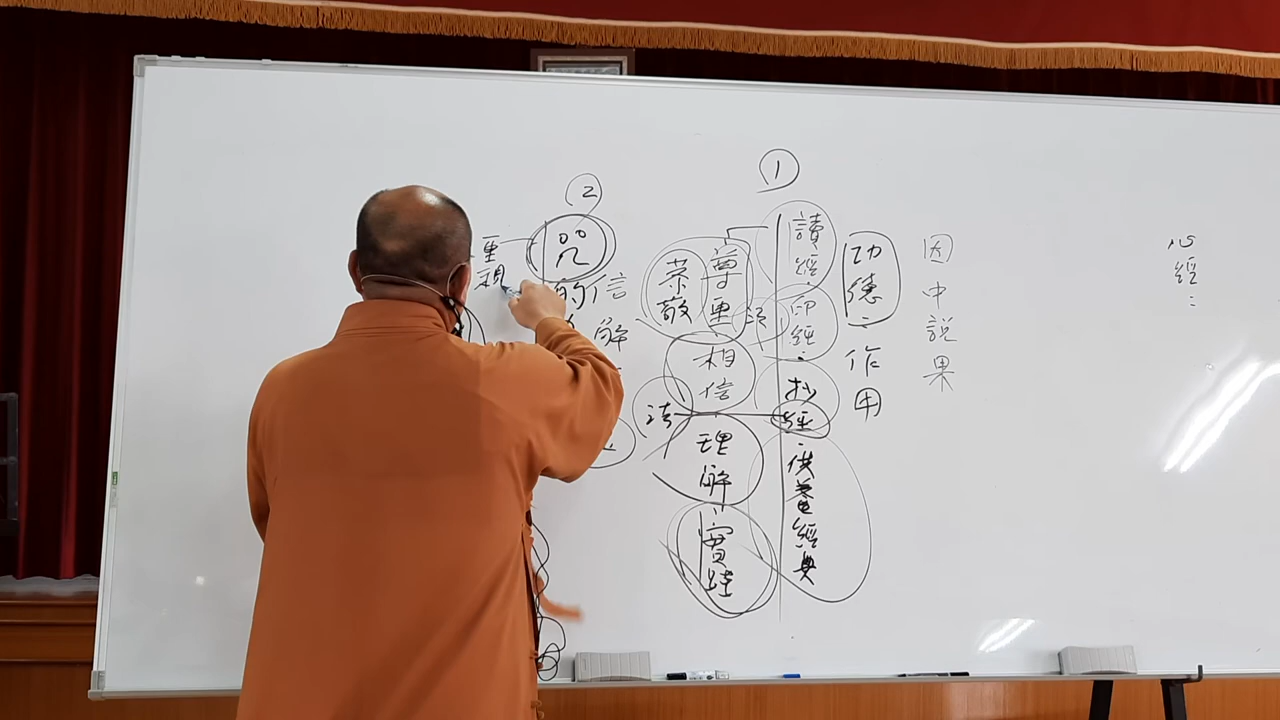 心經：
因中說果
功德、作用
①
讀經、印經、抄經、供養經典
尊重
恭敬
相信
理解
實踐
②
咒的
信
解
重視